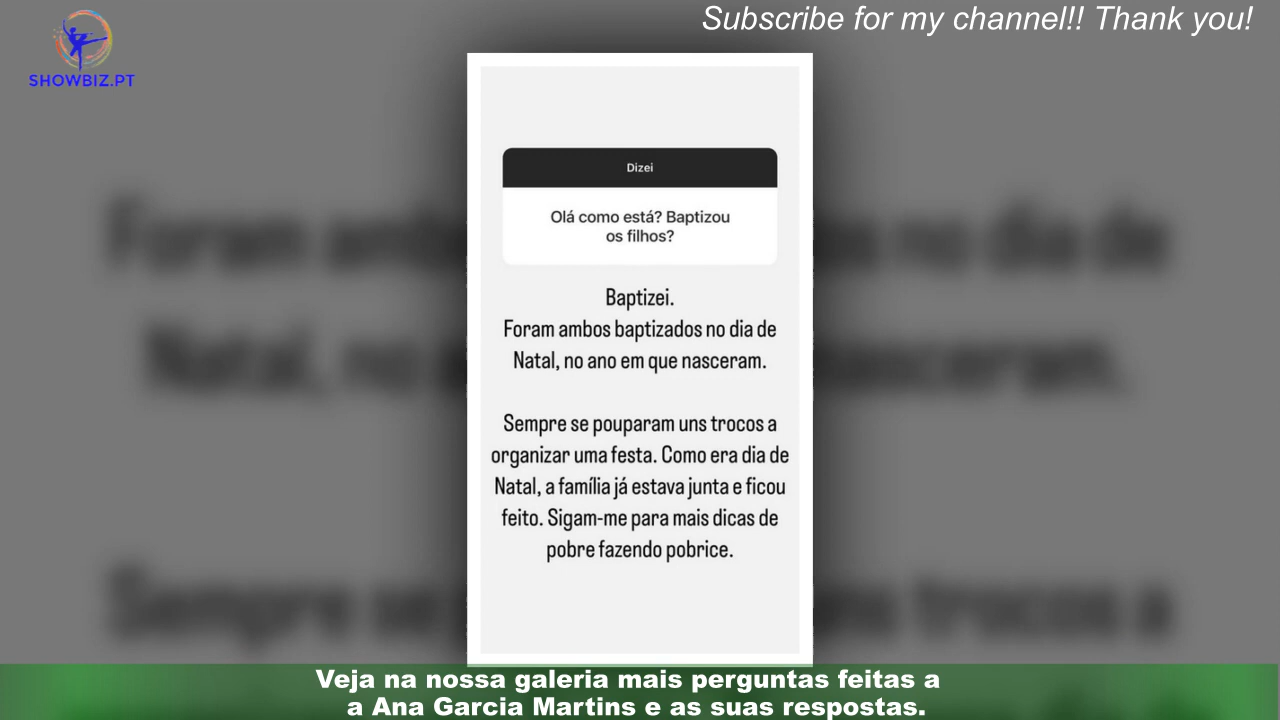 Subscribe for my channel!! Thank you!
SHOWBIZ.PT
Dizei
Olá como está? Baptizou
os filhos?
Baptizei.
Foram ambos baptizados no dia de
Natal, no ano em que nasceram.
Sempre se pouparam uns trocos a
organizar uma festa. Como era dia de
Natal, a família já estava junta e ficou
feito. Sigam-me para mais dicas de
pobre fazendo pobrice.
Veja na nossa galeria mais perguntas feitas a
a Ana Garcia Martins e as suas respostas.